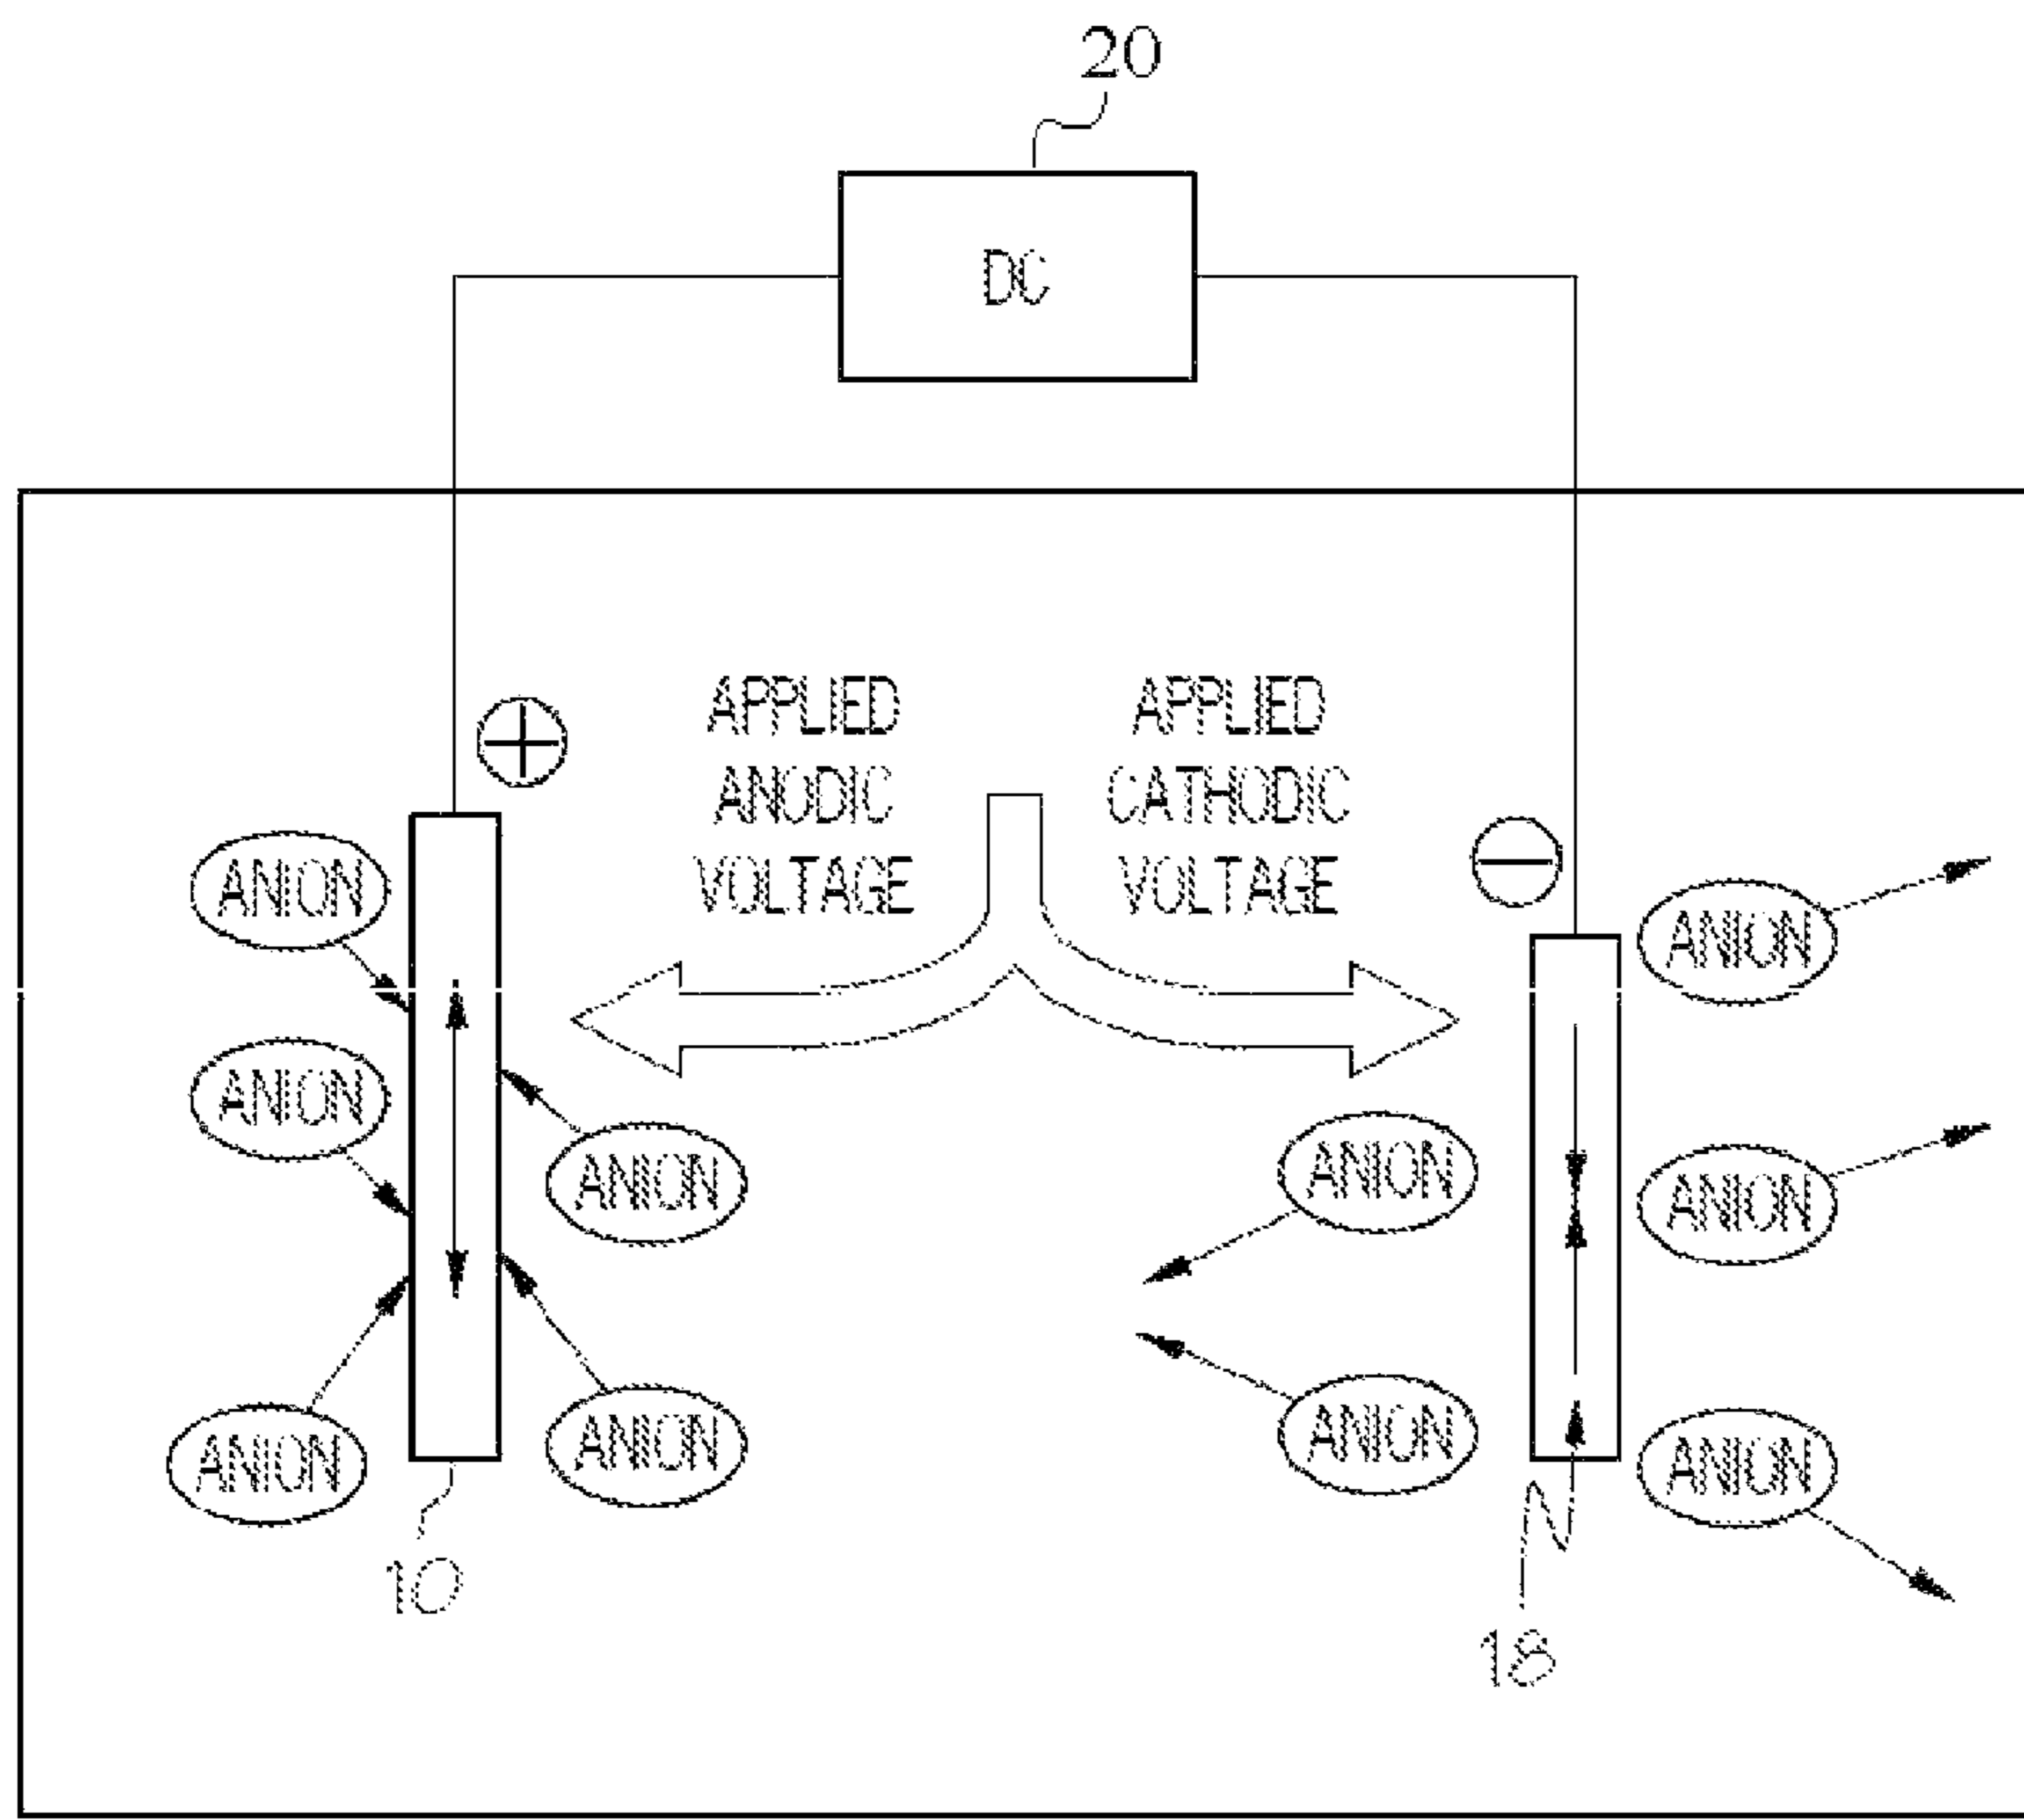 20
DC
APPLIED
ANODIC
VOLTAGE
APPLIED
CATHODIC
VOLTAGE
ANION
ANION
ANION
ANION
ANION
ANION
ANION
ANION
ANION
ANION
10
18